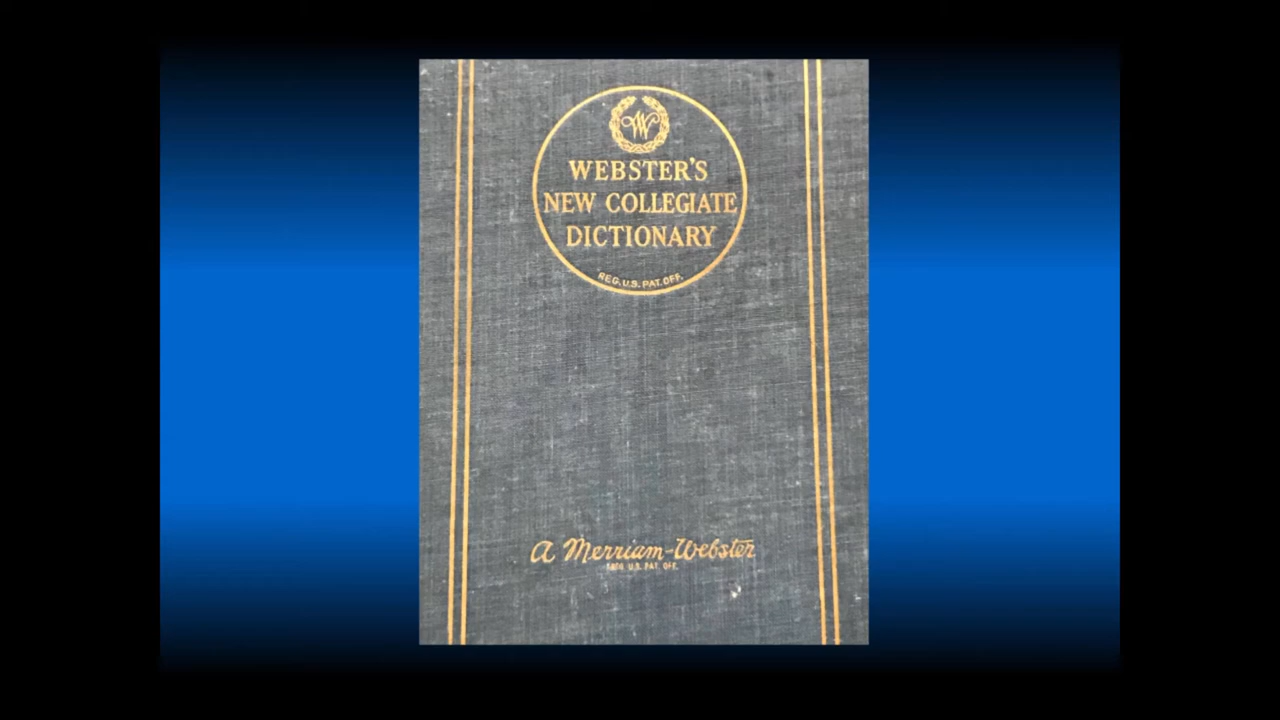 W
WEBSTER'S
NEW COLLEGIATE
DICTIONARY
REG. U.S. PAT. OFF.
A Merriam-Webster
REG. U.S. PAT. OFF.